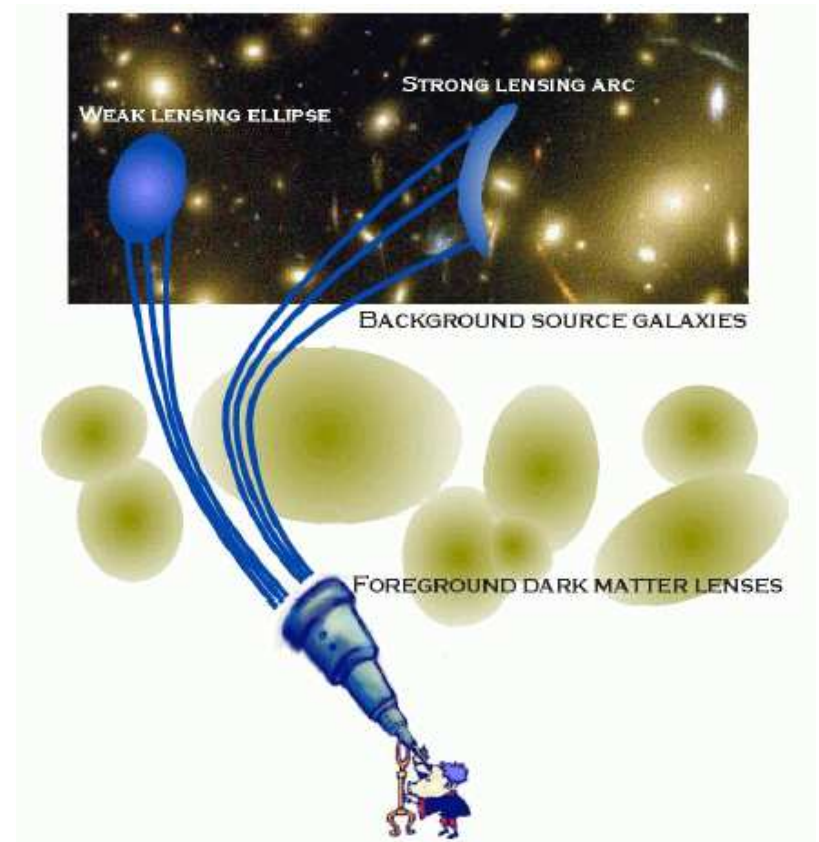 STRONG LENSING ARC
WEAK LENSING ELLIPSE
BACKGROUND SOURCE GALAXIES
FOREGROUND DARK MATTER LENSES